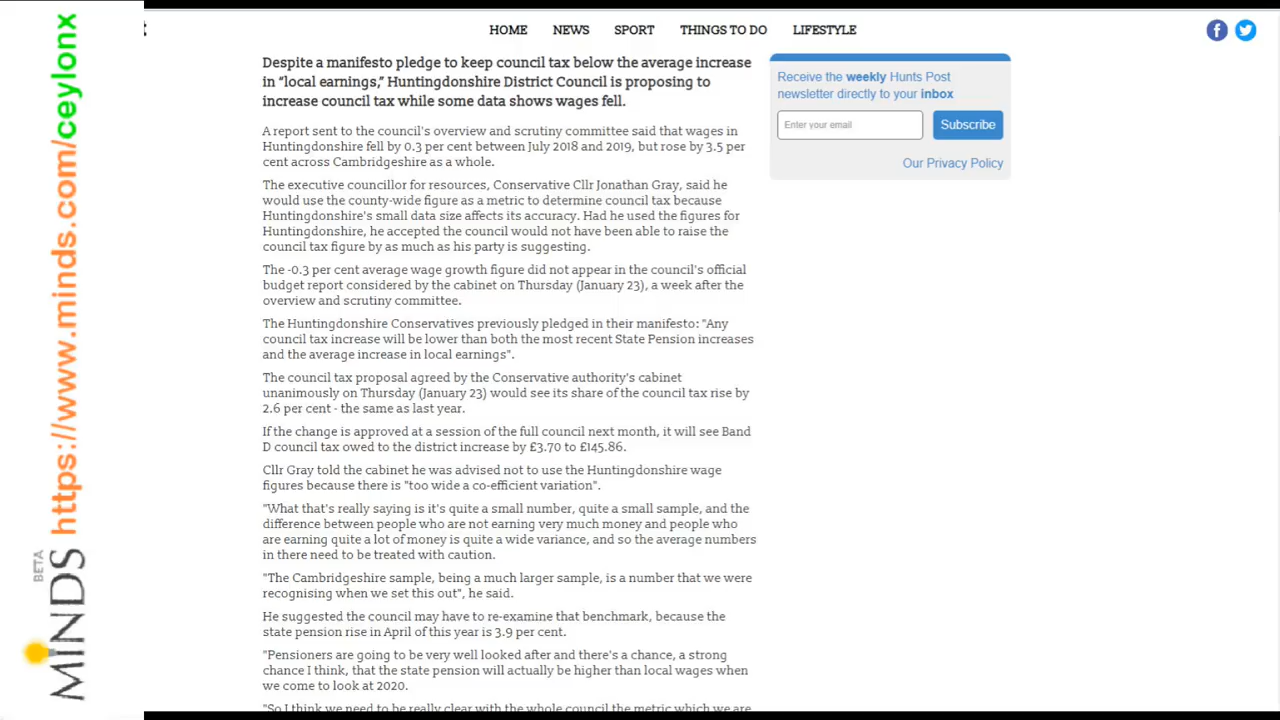 HOME NEWS SPORT THINGS TO DO LIFESTYLE
Despite a manifesto pledge to keep council tax below the average increase
in “local earnings,” Huntingdonshire District Council is proposing to
increase council tax while some data shows wages fell.
A report sent to the council's overview and scrutiny committee said that wages in
Huntingdonshire fell by 0.3 per cent between July 2018 and 2019, but rose by 3.5 per
cent across Cambridgeshire as a whole.
The executive councillor for resources, Conservative Cllr Jonathan Gray, said he
would use the county-wide figure as a metric to determine council tax because
Huntingdonshire's small data size affects its accuracy. Had he used the figures for
Huntingdonshire, he accepted the council would not have been able to raise the
council tax figure by as much as his party is suggesting.
The -0.3 per cent average wage growth figure did not appear in the council's official
budget report considered by the cabinet on Thursday (January 23), a week after the
overview and scrutiny committee.
The Huntingdonshire Conservatives previously pledged in their manifesto: "Any
council tax increase will be lower than both the most recent State Pension increases
and the average increase in local earnings".
The council tax proposal agreed by the Conservative authority's cabinet
unanimously on Thursday (January 23) would see its share of the council tax rise by
2.6 per cent - the same as last year.
If the change is approved at a session of the full council next month, it will see Band
D council tax owed to the district increase by £3.70 to £145.86.
Cllr Gray told the cabinet he was advised not to use the Huntingdonshire wage
figures because there is "too wide a co-efficient variation".
"What that's really saying is it's quite a small number, quite a small sample, and the
difference between people who are not earning very much money and people who
are earning quite a lot of money is quite a wide variance, and so the average numbers
in there need to be treated with caution.
"The Cambridgeshire sample, being a much larger sample, is a number that we were
recognising when we set this out", he said.
He suggested the council may have to re-examine that benchmark, because the
state pension rise in April of this year is 3.9 per cent.
"Pensioners are going to be very well looked after and there's a chance, a strong
chance I think, that the state pension will actually be higher than local wages when
we come to look at 2020.
"So I think we need to be really clear with the whole council the metric which we are
Receive the weekly Hunts Post
newsletter directly to your inbox
Enter your email
Subscribe
Our Privacy Policy
MINDS BETA https://www.minds.com/ceylonx